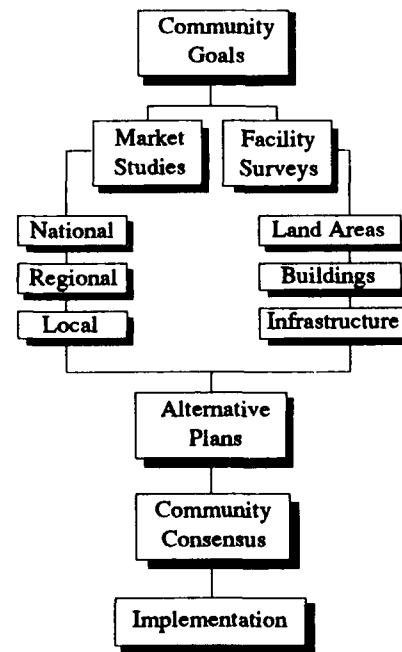 Community
Goals
Market
Studies
Facility
Surveys
National
Regional
Local
Land Areas
Buildings
Infrastructure
Alternative
Plans
Community
Consensus
Implementation